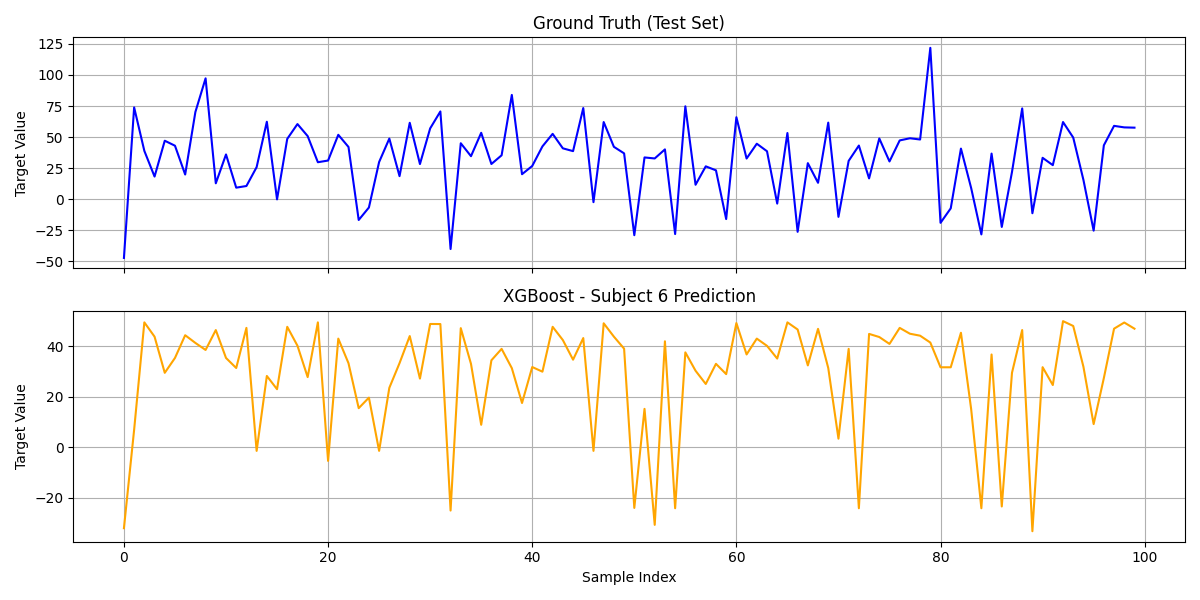 Ground Truth (Test Set)
Target Value
125
100
75
50
25
0
−25
−50
XGBoost - Subject 6 Prediction
Target Value
40
20
0
−20
0 20 40 60 80 100
Sample Index